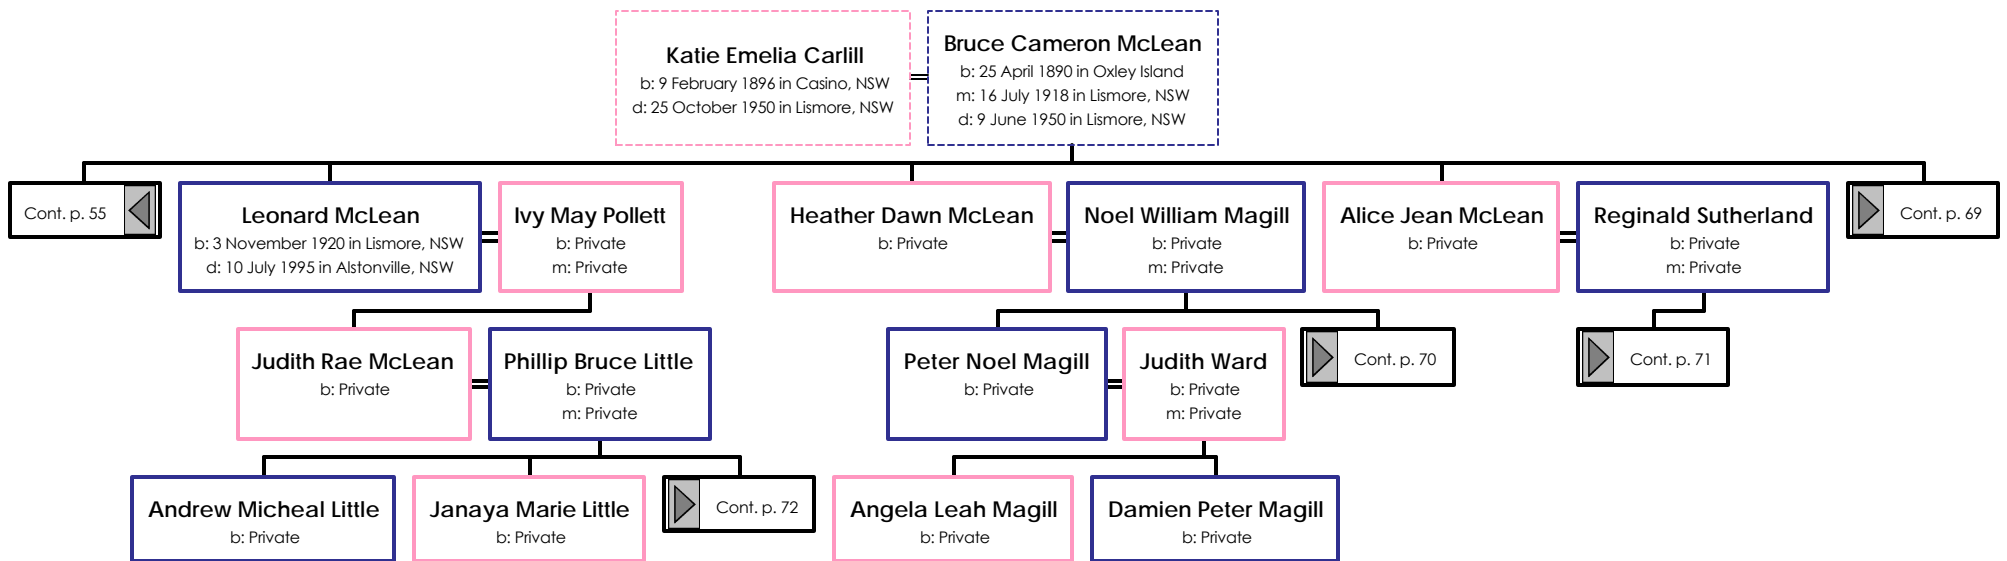 Katie Emelia Carlill
b: 9 February 1896 in Casino, NSW
d: 25 October 1950 in Lismore, NSW
Bruce Cameron McLean
b: 25 April 1890 in Oxley Island
m: 16 July 1918 in Lismore, NSW
d: 9 June 1950 in Lismore, NSW
Cont. p. 55
Leonard McLean
b: 3 November 1920 in Lismore, NSW
d: 10 July 1995 in Alstonville, NSW
Ivy May Pollett
b: Private
m: Private
Heather Dawn McLean
b: Private
Noel William Magill
b: Private
m: Private
Alice Jean McLean
b: Private
Reginald Sutherland
b: Private
m: Private
Cont. p. 69
Judith Rae McLean
b: Private
Phillip Bruce Little
b: Private
m: Private
Peter Noel Magill
b: Private
Judith Ward
b: Private
m: Private
Cont. p. 70
Cont. p. 71
Andrew Micheal Little
b: Private
Janaya Marie Little
b: Private
Cont. p. 72
Angela Leah Magill
b: Private
Damien Peter Magill
b: Private